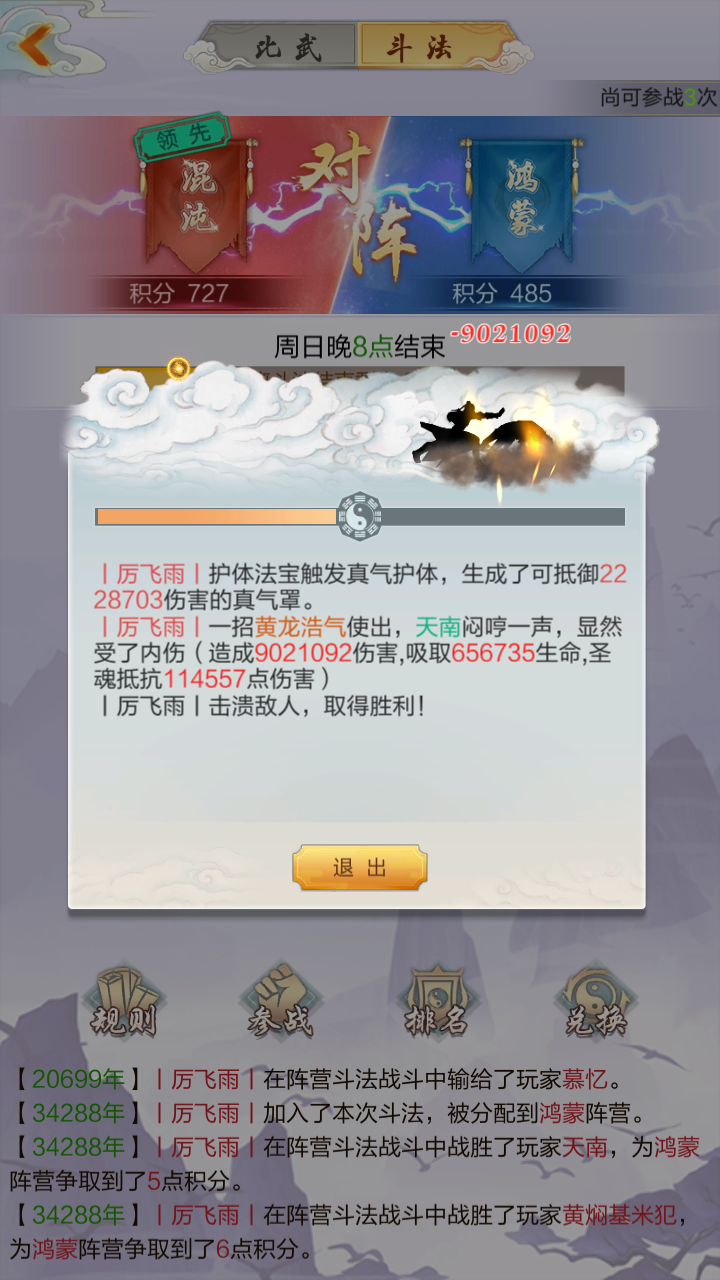 比武
斗法
尚可参战3次
领先
混沌
对阵
鸿蒙
积分 727
积分 485
周日晚8点结束
-9021092
丨厉飞雨丨护体法宝触发真气护体，生成了可抵御22
28703伤害的真气罩。
丨厉飞雨丨一招黄龙浩气使出，天南闷哼一声，显然
受了内伤（造成9021092伤害,吸取656735生命,圣
魂抵抗114557点伤害）
丨厉飞雨丨击溃敌人，取得胜利！
退出
规则
参战
排名
兑换
【20699年】丨厉飞雨丨在阵营斗法战斗中输给了玩家慕忆。
【34288年】丨厉飞雨丨加入了本次斗法，被分配到鸿蒙阵营。
【34288年】丨厉飞雨丨在阵营斗法战斗中战胜了玩家天南，为鸿蒙
阵营争取到了5点积分。
【34288年】丨厉飞雨丨在阵营斗法战斗中战胜了玩家黄焖基米犯，
为鸿蒙阵营争取到了6点积分。